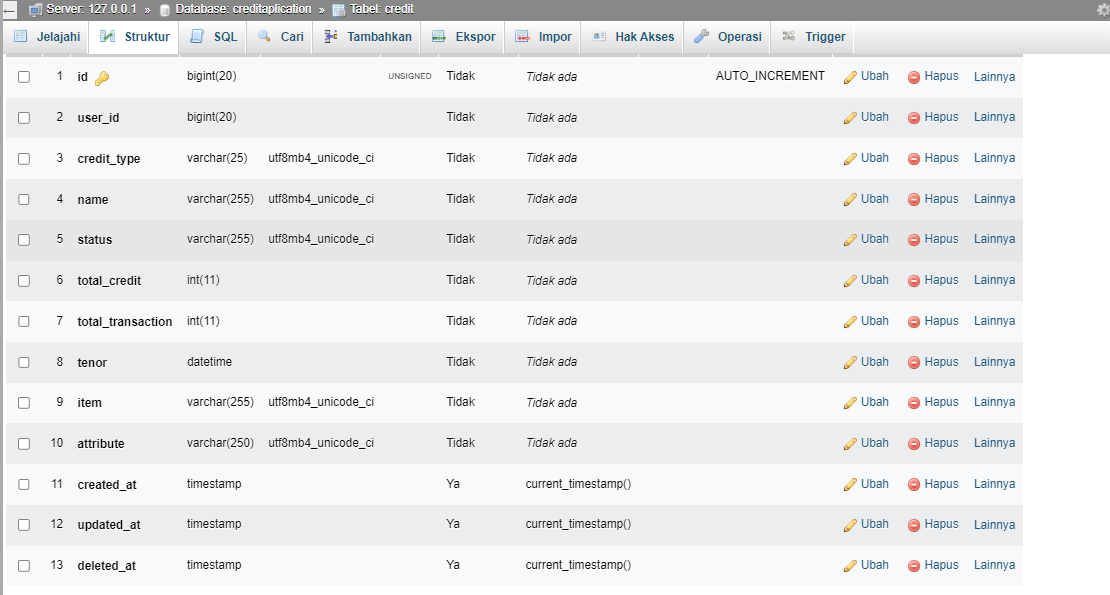 Server: 127.0.0.1 » Database: creditaplication » Tabel: credit
Jelajahi Struktur SQL Cari Tambahkan Ekspor Impor Hak Akses Operasi Trigger
1 id bigint(20) UNSIGNED Tidak Tidak ada AUTO_INCREMENT Ubah Hapus Lainnya
2 user_id bigint(20) Tidak Tidak ada Ubah Hapus Lainnya
3 credit_type varchar(25) utf8mb4_unicode_ci Tidak Tidak ada Ubah Hapus Lainnya
4 name varchar(255) utf8mb4_unicode_ci Tidak Tidak ada Ubah Hapus Lainnya
5 status varchar(255) utf8mb4_unicode_ci Tidak Tidak ada Ubah Hapus Lainnya
6 total_credit int(11) Tidak Tidak ada Ubah Hapus Lainnya
7 total_transaction int(11) Tidak Tidak ada Ubah Hapus Lainnya
8 tenor datetime Tidak Tidak ada Ubah Hapus Lainnya
9 item varchar(255) utf8mb4_unicode_ci Tidak Tidak ada Ubah Hapus Lainnya
10 attribute varchar(250) utf8mb4_unicode_ci Tidak Tidak ada Ubah Hapus Lainnya
11 created_at timestamp Ya current_timestamp() Ubah Hapus Lainnya
12 updated_at timestamp Ya current_timestamp() Ubah Hapus Lainnya
13 deleted_at timestamp Ya current_timestamp() Ubah Hapus Lainnya